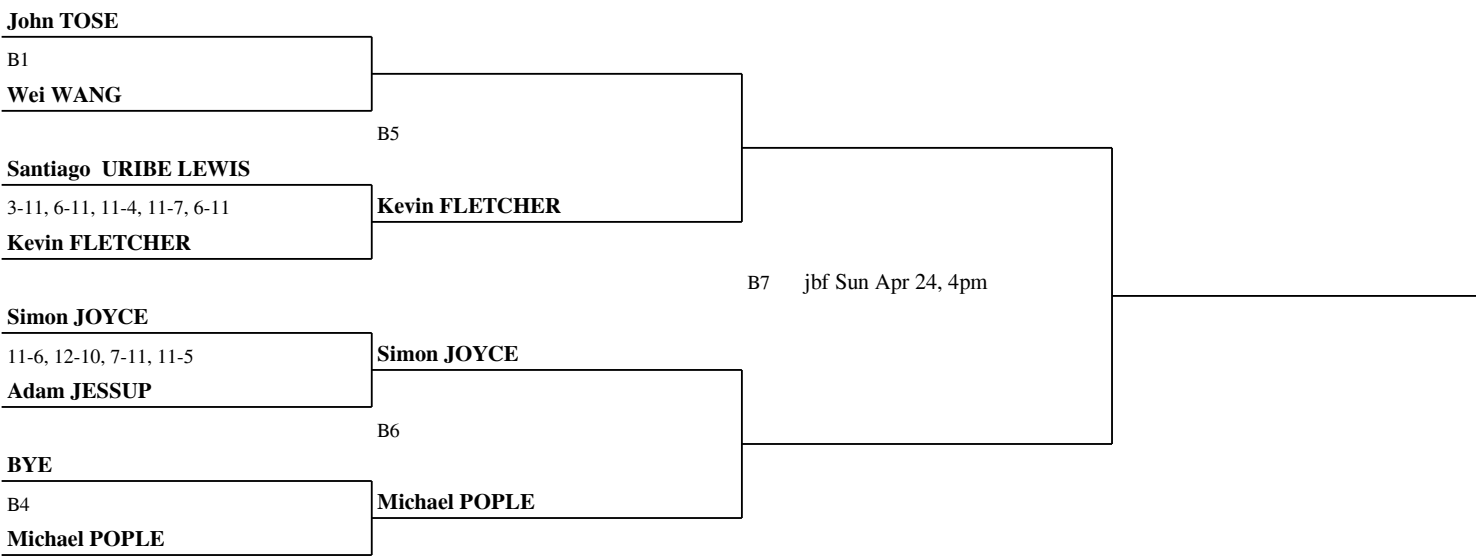 John TOSE
B1
Wei WANG
B5
Santiago  URIBE LEWIS
3-11, 6-11, 11-4, 11-7, 6-11
Kevin FLETCHER
Kevin FLETCHER
B7 jbf Sun Apr 24, 4pm
Simon JOYCE
11-6, 12-10, 7-11, 11-5
Simon JOYCE
Adam JESSUP
B6
BYE
B4
Michael POPLE
Michael POPLE